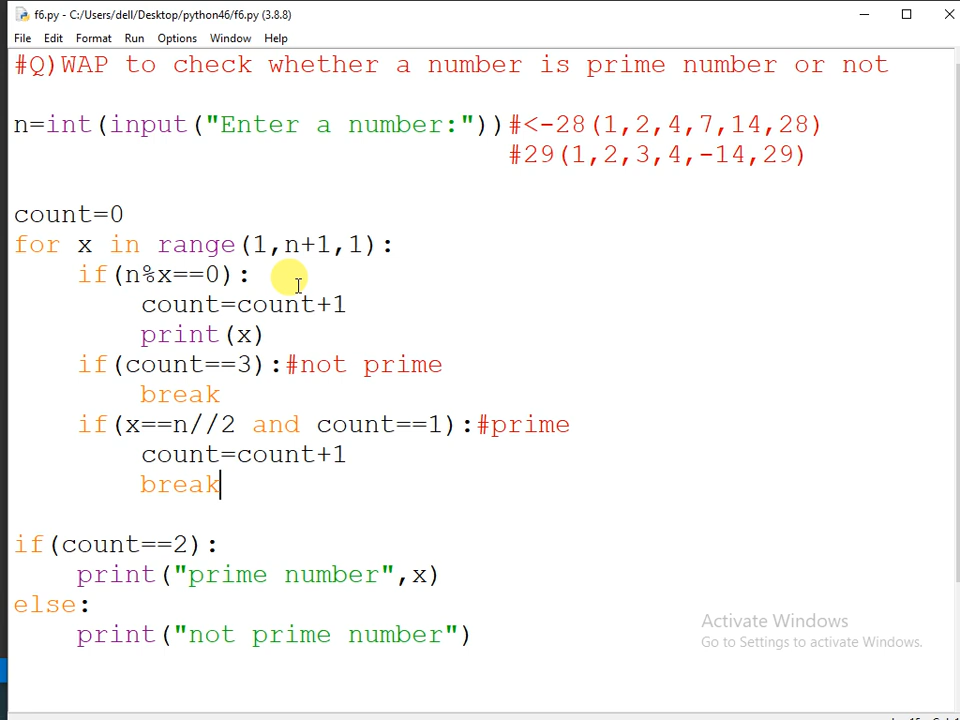 f6.py - C:/Users/dell/Desktop/python46/f6.py (3.8.8)
File Edit Format Run Options Window Help
#Q)WAP to check whether a number is prime number or not
n=int(input("Enter a number:"))#<-28(1,2,4,7,14,28)
#29(1,2,3,4,-14,29)
count=0
for x in range(1,n+1,1):
if(n%x==0):
count=count+1
print(x)
if(count==3):#not prime
break
if(x==n//2 and count==1):#prime
count=count+1
break
if(count==2):
print("prime number",x)
else:
print("not prime number")
Activate Windows
Go to Settings to activate Windows.